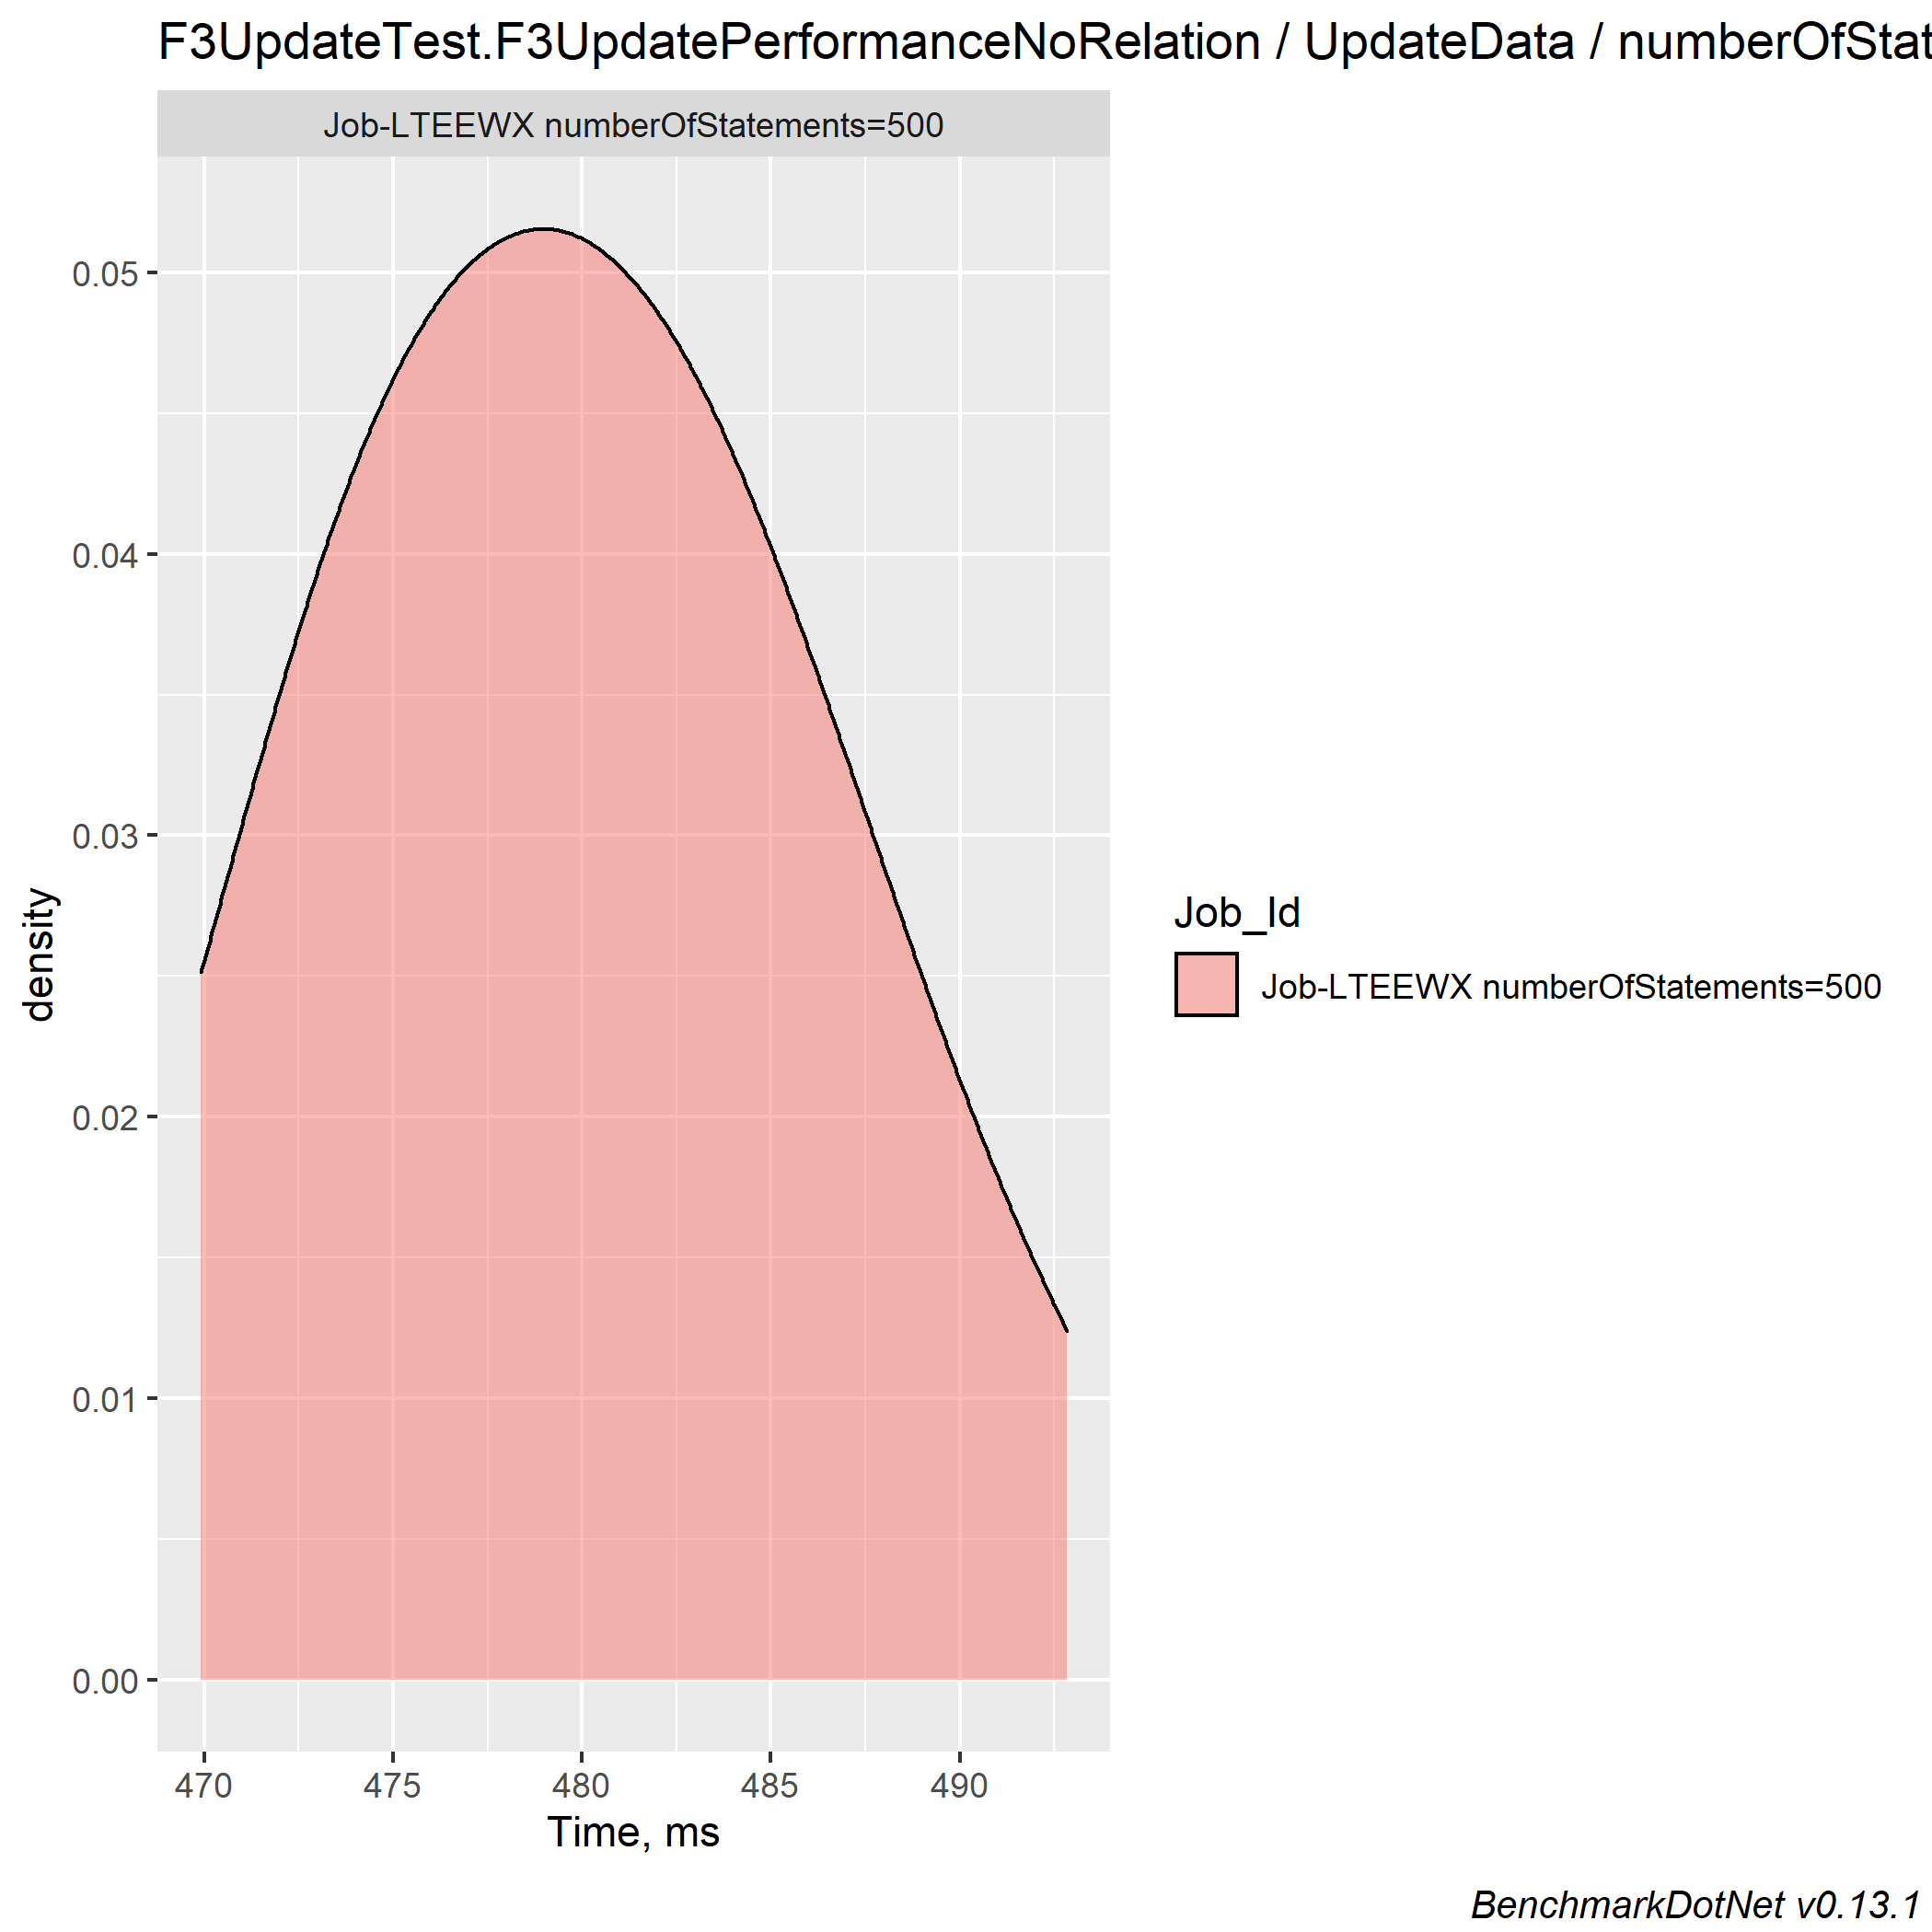 F3UpdateTest.F3UpdatePerformanceNoRelation / UpdateData / numberOfStat
Job-LTEEWX numberOfStatements=500
0.05
0.04
0.03
0.02
0.01
0.00
density
470 475 480 485 490
Time, ms
Job_Id
Job-LTEEWX numberOfStatements=500
BenchmarkDotNet v0.13.1